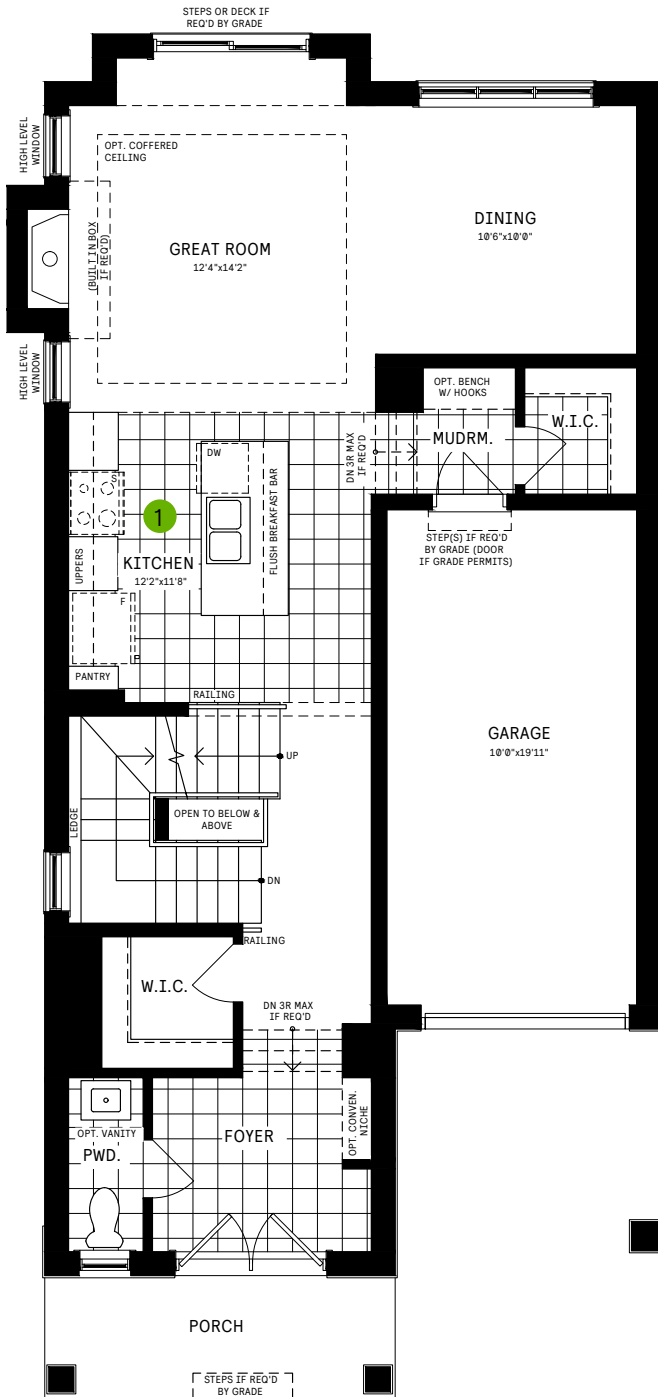 STEPS OR DECK IF
REQ'D BY GRADE
HIGH LEVEL
WINDOW
OPT. COFFERED
CEILING
GREAT ROOM
12'4"x14'2"
(BUILT IN BOX
IF REQ'D)
DINING
10'6"x10'0"
HIGH LEVEL
WINDOW
OPT. BENCH
W/ HOOKS
W.I.C.
MUDRM.
DN 3R MAX
IF REQ'D
STEP(S) IF REQ'D
BY GRADE (DOOR
IF GRADE PERMITS)
DW
FLUSH BREAKFAST BAR
S
1
UPPERS
KITCHEN
12'2"x11'8"
F
PANTRY
RAILING
GARAGE
10'0"x19'11"
UP
OPEN TO BELOW &
ABOVE
LEDGE
DN
RAILING
W.I.C.
DN 3R MAX
IF REQ'D
OPT. CONVEN.
NICHE
FOYER
OPT. VANITY
PWD.
PORCH
STEPS IF REQ'D
BY GRADE